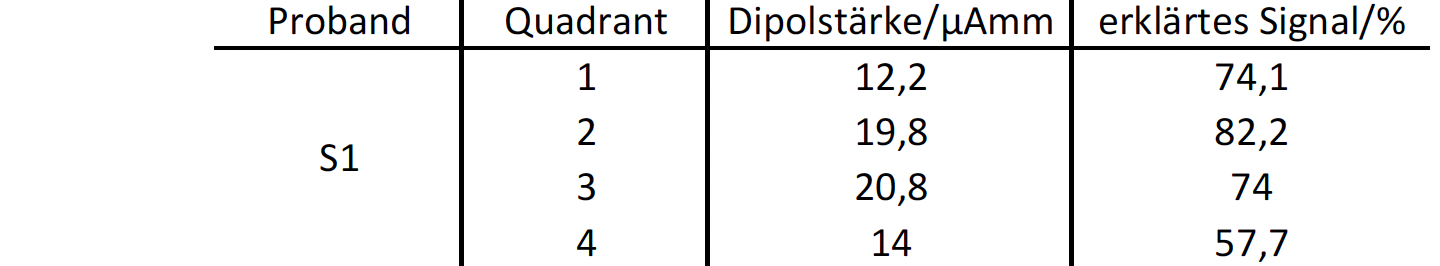 Proband Quadrant Dipolstärke/µAmm erklärtes Signal/%
1 12,2 74,1
2 19,8 82,2
S1
3 20,8 74
4 14 57,7